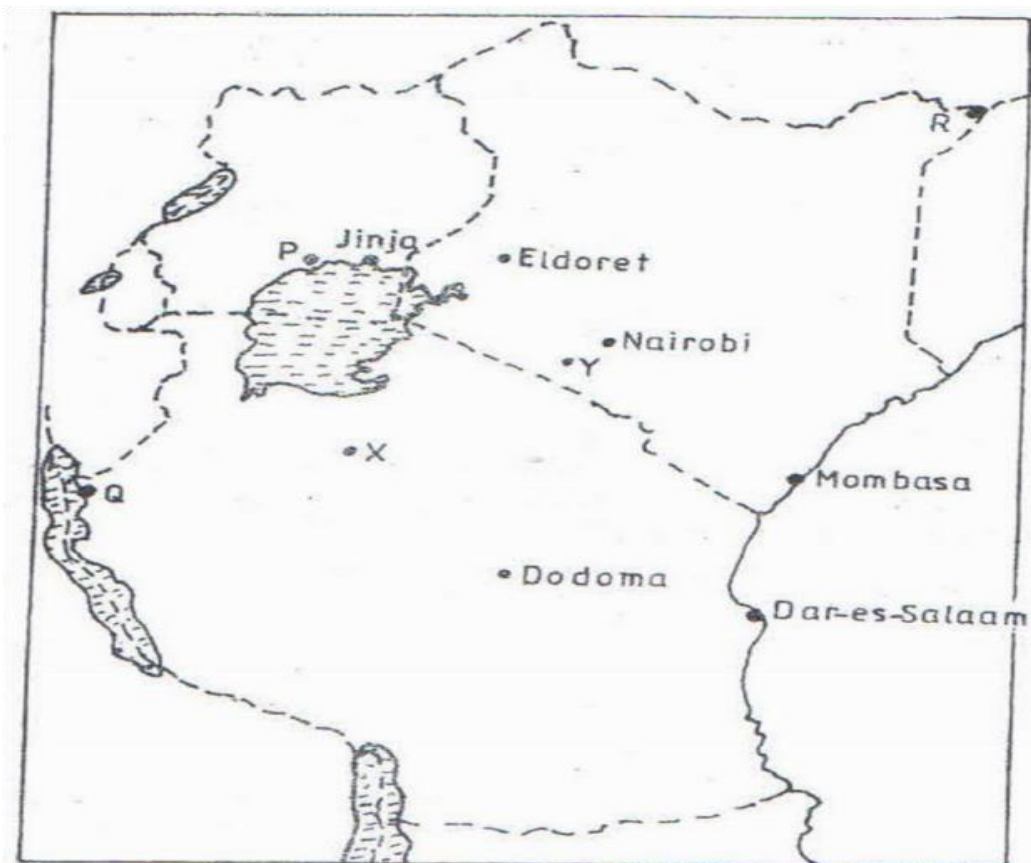 R
P
Jinja
Eldoret
Nairobi
Y
X
Q
Mombasa
Dodoma
Dar-es-Salaam